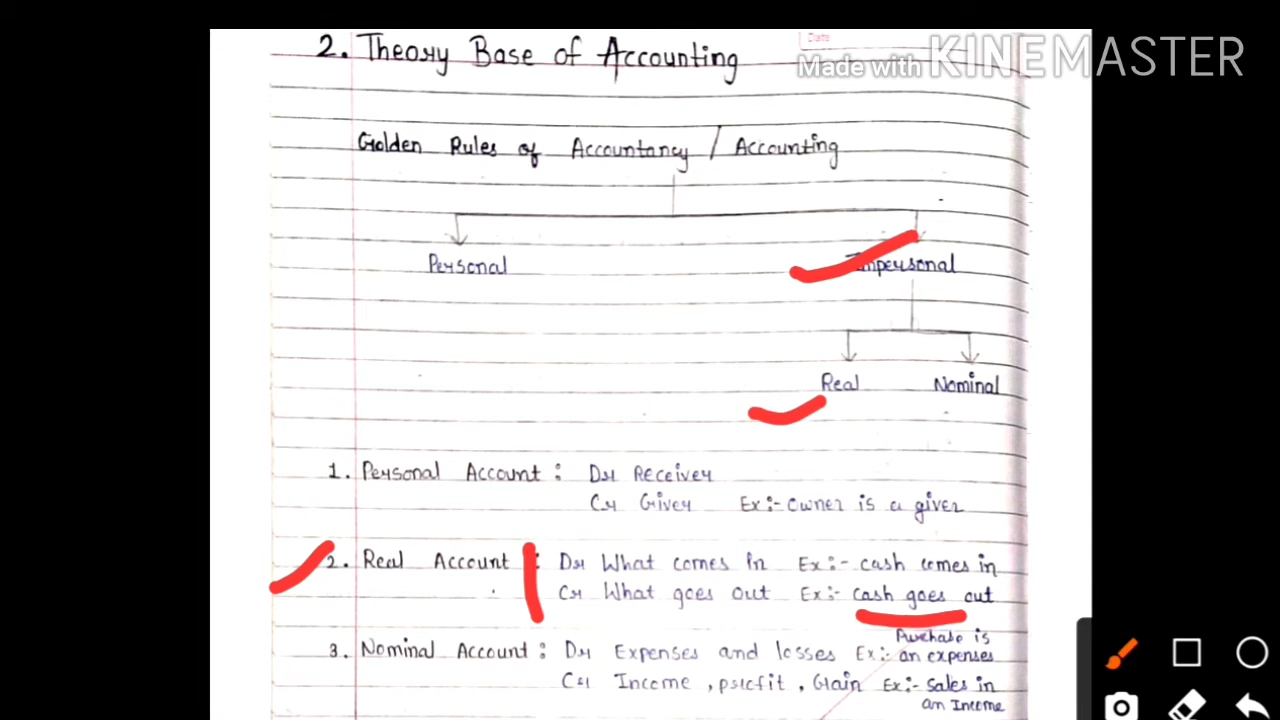 Date
Made with KINEMASTER
2. Theory Base of Accounting
Golden Rules of Accountancy / Accounting
Personal Impersonal
Real Nominal
1. Personal Account : Dr Receiver
Cr Giver Ex:- Owner is a giver
2. Real Account : Dr What comes in Ex:- cash comes in
Cr What goes out Ex:- cash goes out
Purchase is
3. Nominal Account : Dr Expenses and losses Ex:- an expenses
Cr Income, profit, Gain Ex:- Sales in
an Income